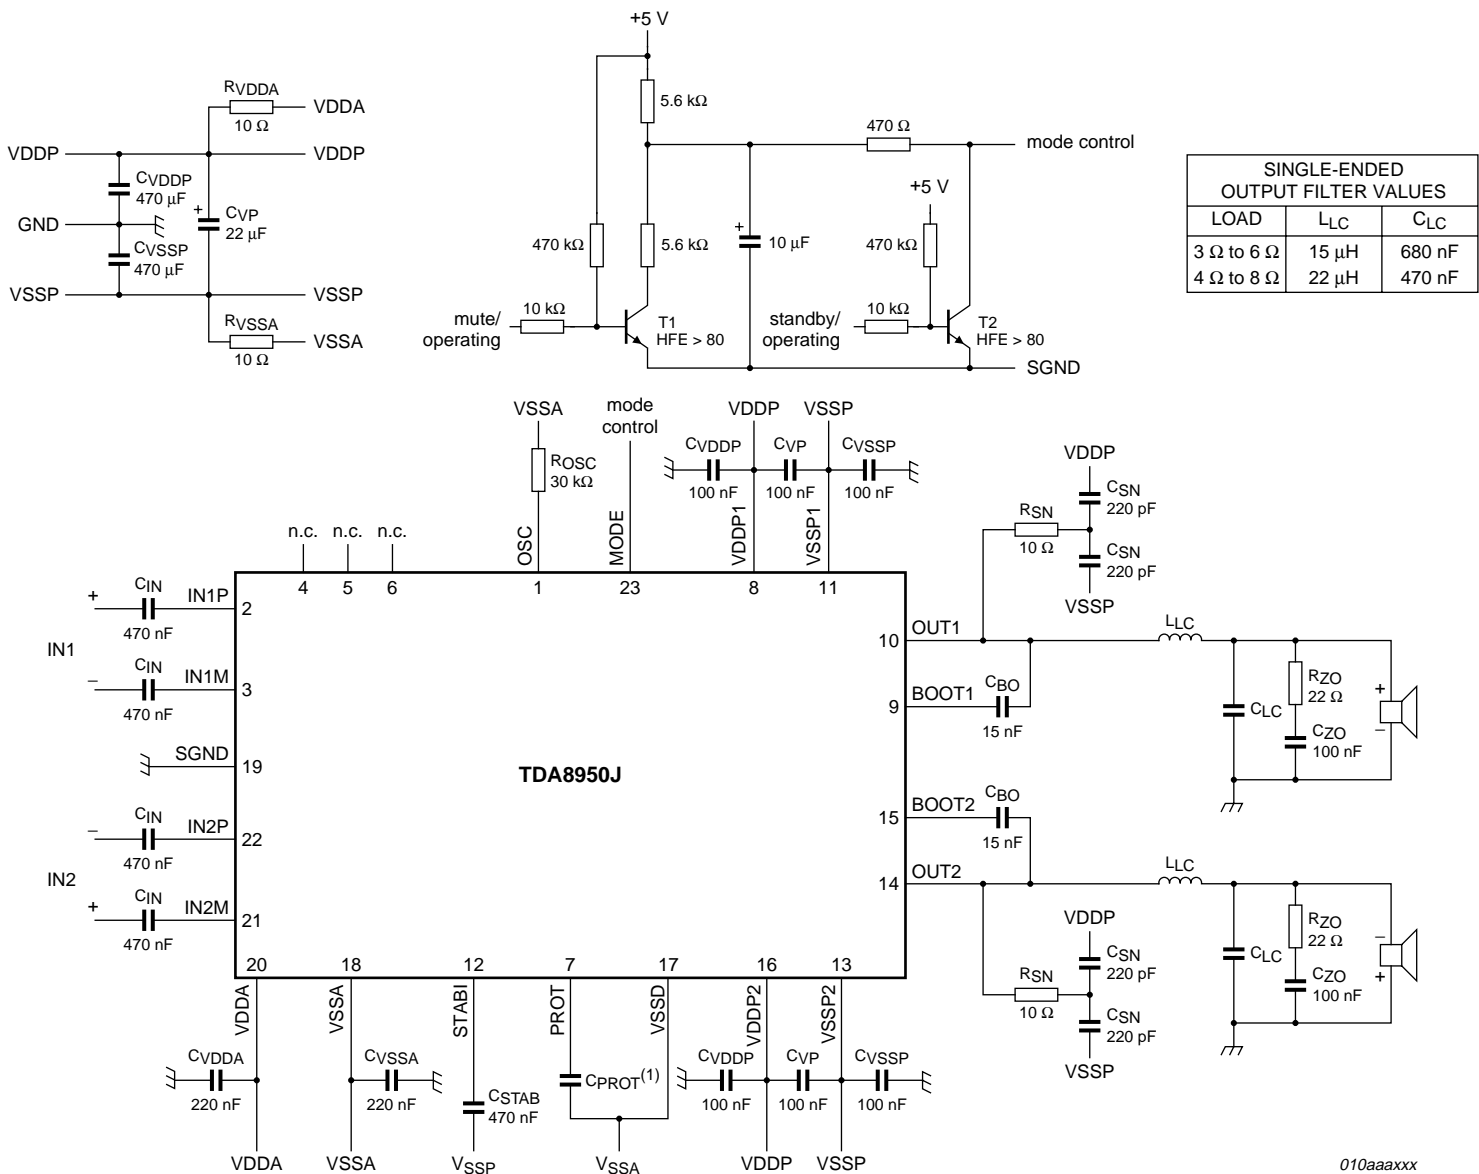 +5 V
RVDDA
10 Ω
VDDA
VDDP
VDDP
CVDDP
470 μF
GND
+
CVP
22 μF
CVSSP
470 μF
VSSP
VSSP
RVSSA
10 Ω
VSSA
5.6 kΩ
470 Ω
mode control
+5 V
470 kΩ
5.6 kΩ
+
10 μF
470 kΩ
mute/
operating
10 kΩ
T1
HFE > 80
standby/
operating
10 kΩ
T2
HFE > 80
SGND
SINGLE-ENDED
OUTPUT FILTER VALUES
LOAD LLC CLC
3 Ω to 6 Ω 15 μH 680 nF
4 Ω to 8 Ω 22 μH 470 nF
VSSA
ROSC
30 kΩ
OSC
1
mode
control
MODE
23
VDDP
VSSP
CVDDP
100 nF
CVP
100 nF
CVSSP
100 nF
VDDP1
8
VSSP1
11
n.c.
n.c.
n.c.
4
5
6
IN1
+
CIN
470 nF
IN1P
2
−
CIN
470 nF
IN1M
3
SGND
19
IN2
−
CIN
470 nF
IN2P
22
+
CIN
470 nF
IN2M
21
TDA8950J
VDDP
CSN
220 pF
RSN
10 Ω
CSN
220 pF
VSSP
10
OUT1
LLC
9
BOOT1
CBO
15 nF
CLC
RZO
22 Ω
CZO
100 nF
+
−
15
BOOT2
CBO
15 nF
14
OUT2
LLC
VDDP
CSN
220 pF
RSN
10 Ω
CSN
220 pF
VSSP
CLC
RZO
22 Ω
CZO
100 nF
−
+
20
VDDA
CVDDA
220 nF
VDDA
18
VSSA
CVSSA
220 nF
VSSA
12
STABI
CSTAB
470 nF
VSSP
7
PROT
CPROT(1)
17
VSSD
VSSA
16
VDDP2
13
VSSP2
CVDDP
100 nF
CVP
100 nF
CVSSP
100 nF
VDDP
VSSP
010aaaxxx